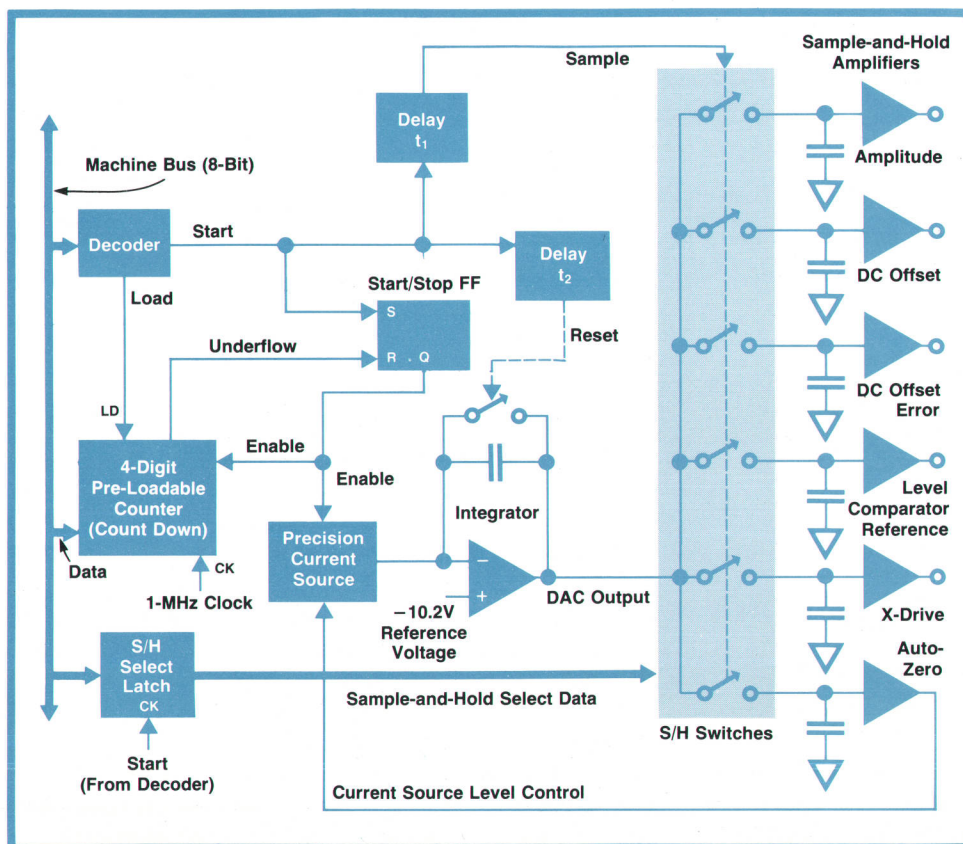 Sample-and-Hold
Amplifiers
Sample
Delay
t1
Machine Bus (8-Bit)
Amplitude
Decoder
Start
Delay
t2
DC Offset
Load
Start/Stop FF
S
Reset
Underflow
R
Q
DC Offset
Error
LD
4-Digit
Pre-Loadable
Counter
(Count Down)
Enable
Enable
Integrator
Level
Comparator
Reference
Precision
Current
Source
−
+
Data
CK
1-MHz Clock
DAC Output
−10.2V
Reference
Voltage
X-Drive
Auto-
Zero
S/H
Select
Latch
CK
Sample-and-Hold Select Data
S/H Switches
Start
(From Decoder)
Current Source Level Control